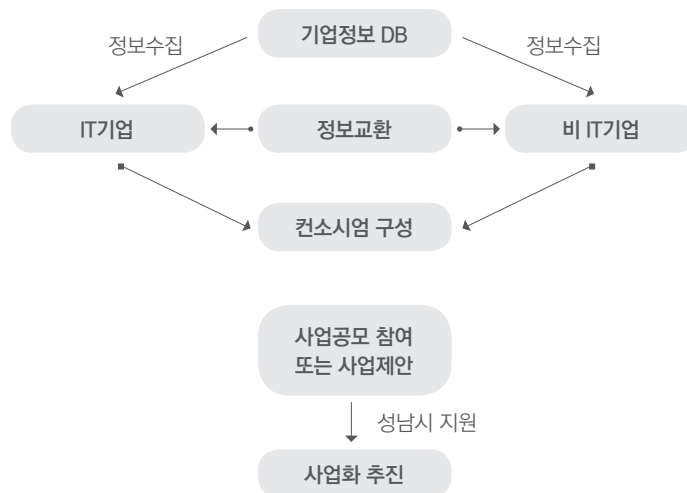 기업정보 DB
정보수집
정보수집
IT기업
정보교환
비 IT기업
컨소시엄 구성
사업공모 참여
또는 사업제안
성남시 지원
사업화 추진